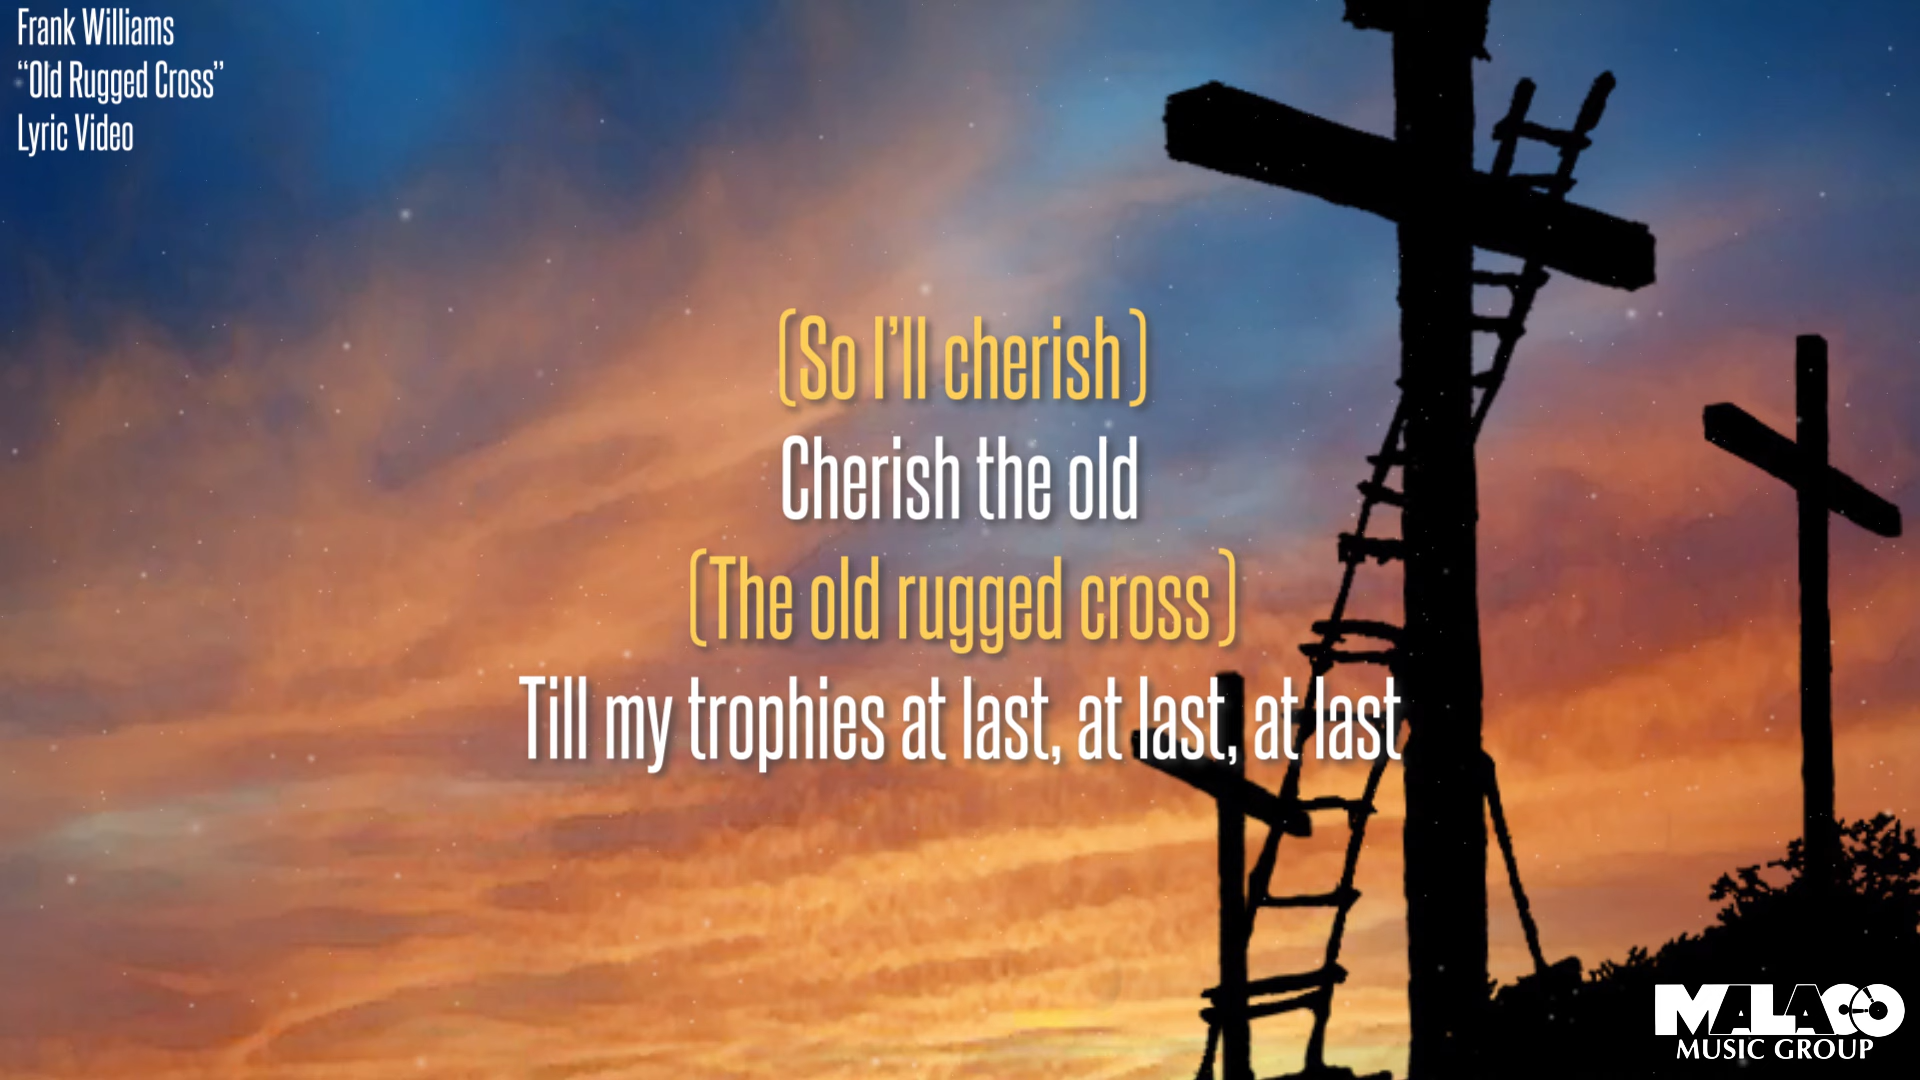 Frank Williams
“Old Rugged Cross”
Lyric Video
(So I’ll cherish)
Cherish the old
(The old rugged cross)
Till my trophies at last, at last, at last
MALACO
MUSIC GROUP